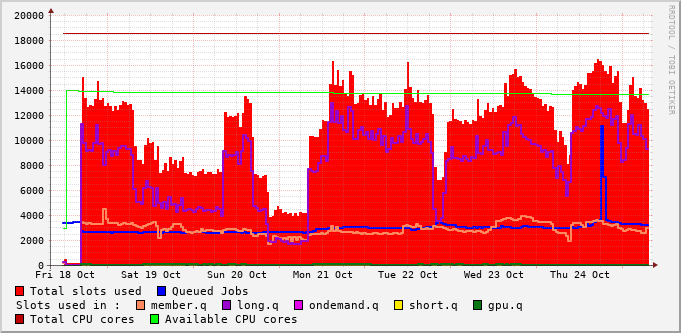 20000
18000
16000
14000
12000
10000
8000
6000
4000
2000
0
Fri 18 Oct Sat 19 Oct Sun 20 Oct Mon 21 Oct Tue 22 Oct Wed 23 Oct Thu 24 Oct
Total slots used Queued Jobs
Slots used in : member.q long.q ondemand.q short.q gpu.q
Total CPU cores Available CPU cores
RRDTOOL / TOBI OETIKER